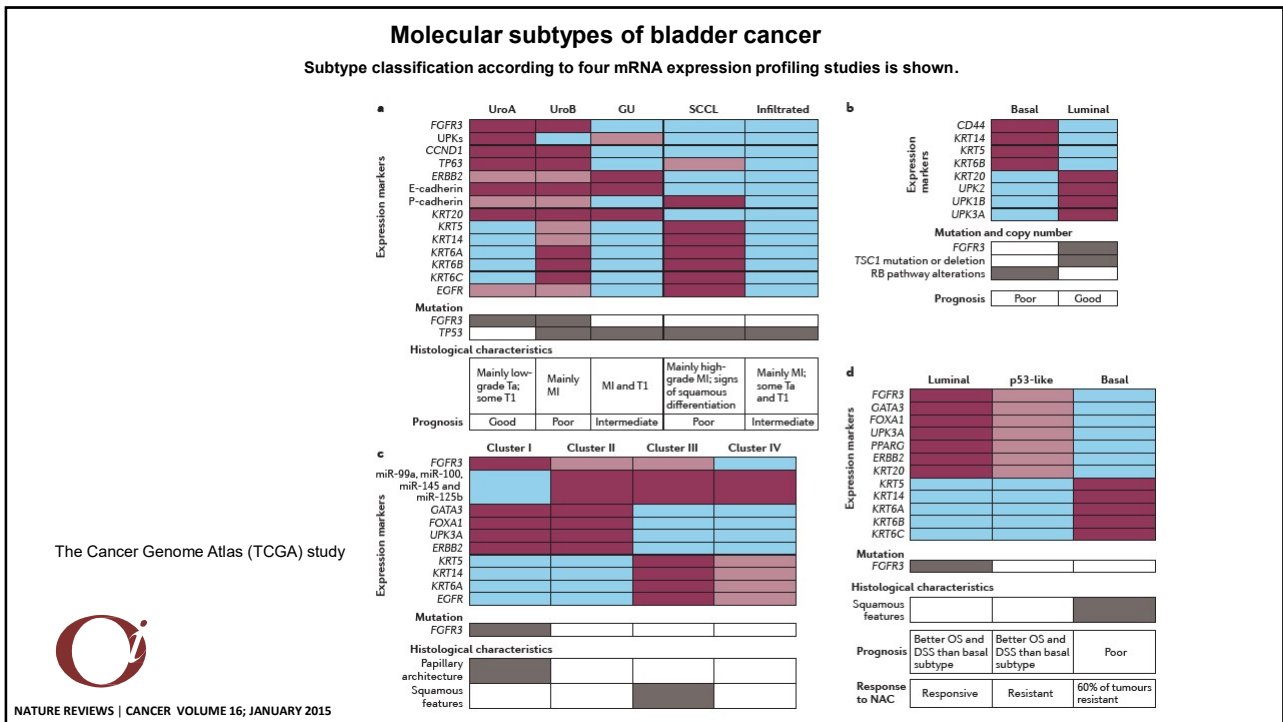 Molecular subtypes of bladder cancer
Subtype classification according to four mRNA expression profiling studies is shown.
a
UroA UroB GU SCCL Infiltrated
Expression markers
FGFR3
UPKs
CCND1
TP63
ERBB2
E-cadherin
P-cadherin
KRT20
KRT5
KRT14
KRT6A
KRT6B
KRT6C
EGFR
Mutation
FGFR3
TP53
Histological characteristics
Mainly low-
grade Ta;
some T1
Mainly
MI
MI and T1
Mainly high-
grade MI; signs
of squamous
differentiation
Mainly MI;
some Ta
and T1
Prognosis Good Poor Intermediate Poor Intermediate
b
Basal Luminal
Expression
markers
CD44
KRT14
KRT5
KRT6B
KRT20
UPK2
UPK1B
UPK3A
Mutation and copy number
FGFR3
TSC1 mutation or deletion
RB pathway alterations
Prognosis Poor Good
c
Cluster I Cluster II Cluster III Cluster IV
Expression markers
FGFR3
miR-99a, miR-100,
miR-145 and
miR-125b
GATA3
FOXA1
UPK3A
ERBB2
KRT5
KRT14
KRT6A
EGFR
Mutation
FGFR3
Histological characteristics
Papillary
architecture
Squamous
features
d
Luminal p53-like Basal
Expression markers
FGFR3
GATA3
FOXA1
UPK3A
PPARG
ERBB2
KRT20
KRT5
KRT14
KRT6A
KRT6B
KRT6C
Mutation
FGFR3
Histological characteristics
Squamous
features
Prognosis
Better OS and
DSS than basal
subtype
Better OS and
DSS than basal
subtype
Poor
Response
to NAC
Responsive
Resistant
60% of tumours
resistant
The Cancer Genome Atlas (TCGA) study
Oi
NATURE REVIEWS | CANCER VOLUME 16; JANUARY 2015